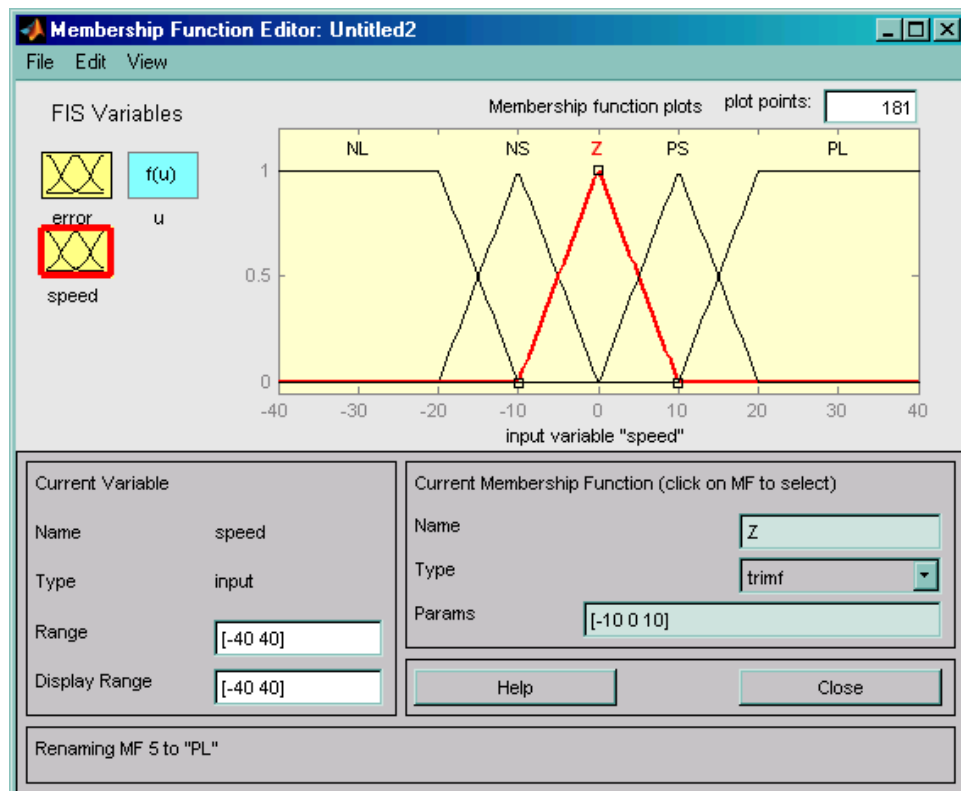 Membership Function Editor: Untitled2
File Edit View
FIS Variables
Membership function plots plot points: 181
f(u)
error u
speed
NL NS Z PS PL
1
0.5
0
-40 -30 -20 -10 0 10 20 30 40
input variable "speed"
Current Variable
Name speed
Type input
Range [-40 40]
Display Range [-40 40]
Current Membership Function (click on MF to select)
Name Z
Type trimf
Params [-10 0 10]
Help Close
Renaming MF 5 to "PL"